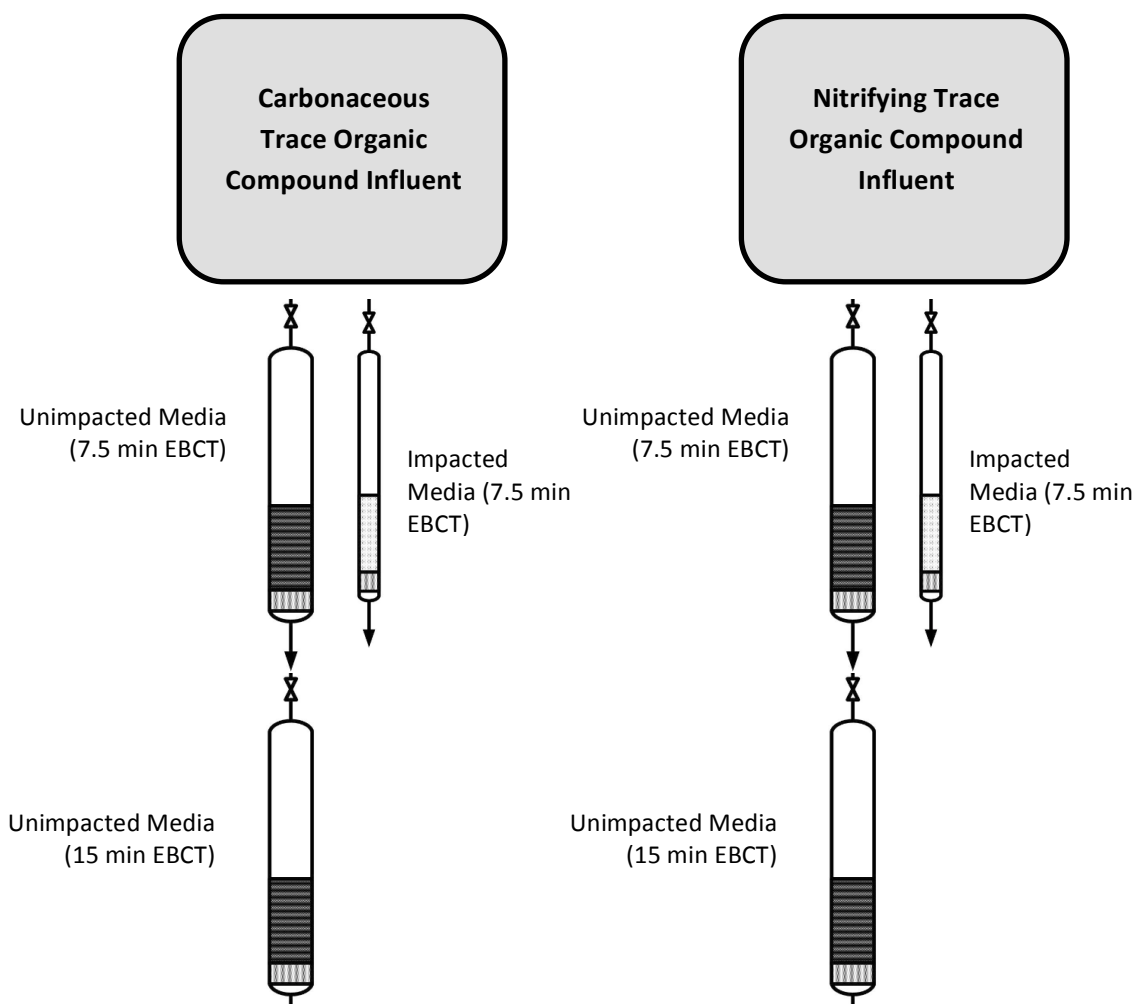 Carbonaceous
Trace Organic
Compound Influent
Nitrifying Trace
Organic Compound
Influent
Unimpacted Media
(7.5 min EBCT)
Impacted
Media (7.5 min
EBCT)
Unimpacted Media
(7.5 min EBCT)
Impacted
Media (7.5 min
EBCT)
Unimpacted Media
(15 min EBCT)
Unimpacted Media
(15 min EBCT)